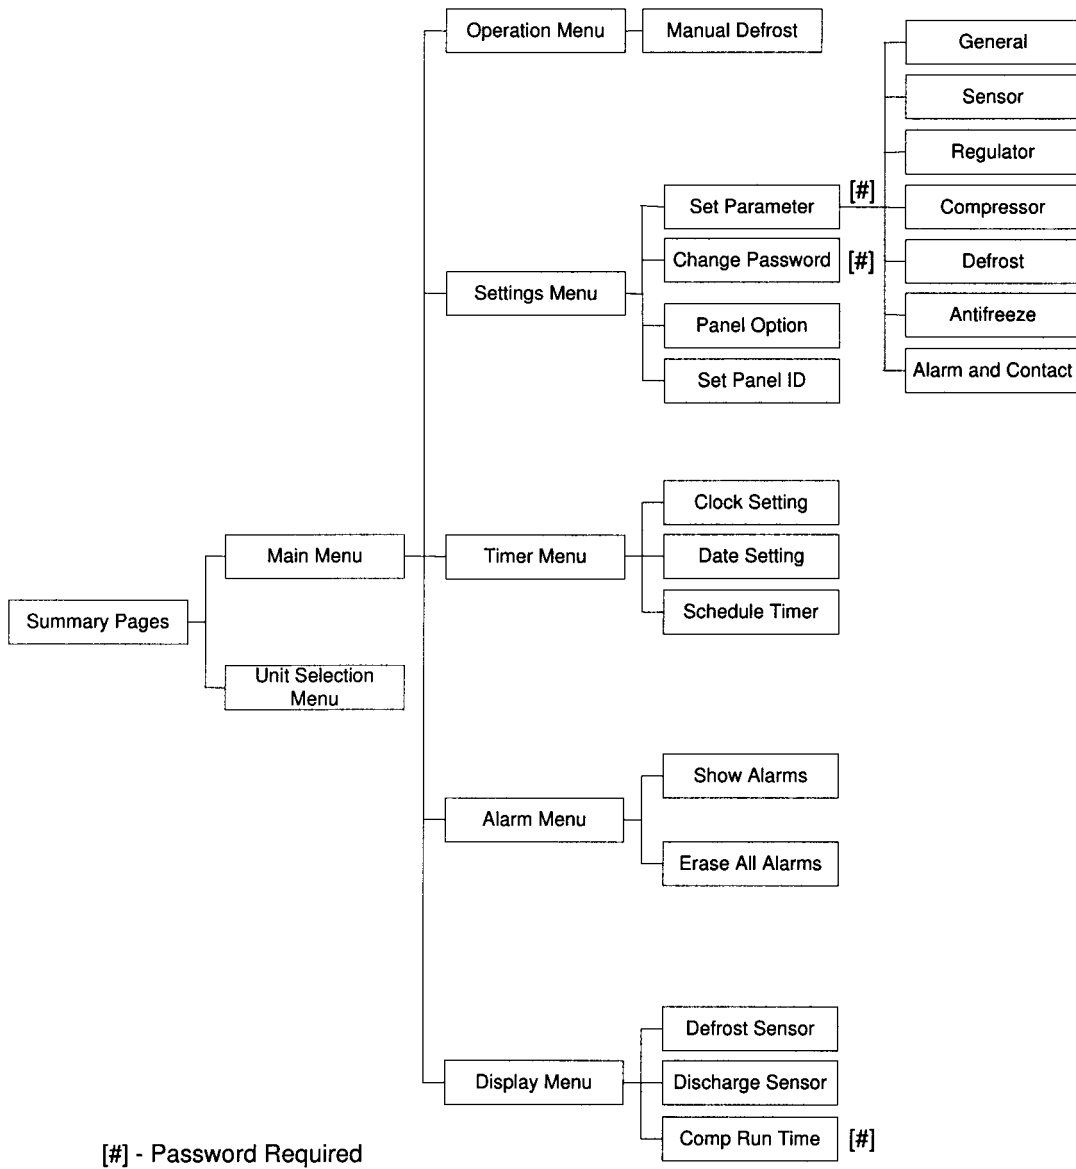 Operation Menu
Manual Defrost
General
Sensor
Regulator
[#]
Set Parameter
Compressor
Change Password
[#]
Defrost
Settings Menu
Panel Option
Antifreeze
Set Panel ID
Alarm and Contact
Clock Setting
Main Menu
Timer Menu
Date Setting
Summary Pages
Schedule Timer
Unit Selection
Menu
Show Alarms
Alarm Menu
Erase All Alarms
Defrost Sensor
Display Menu
Discharge Sensor
Comp Run Time
[#]
[#] - Password Required